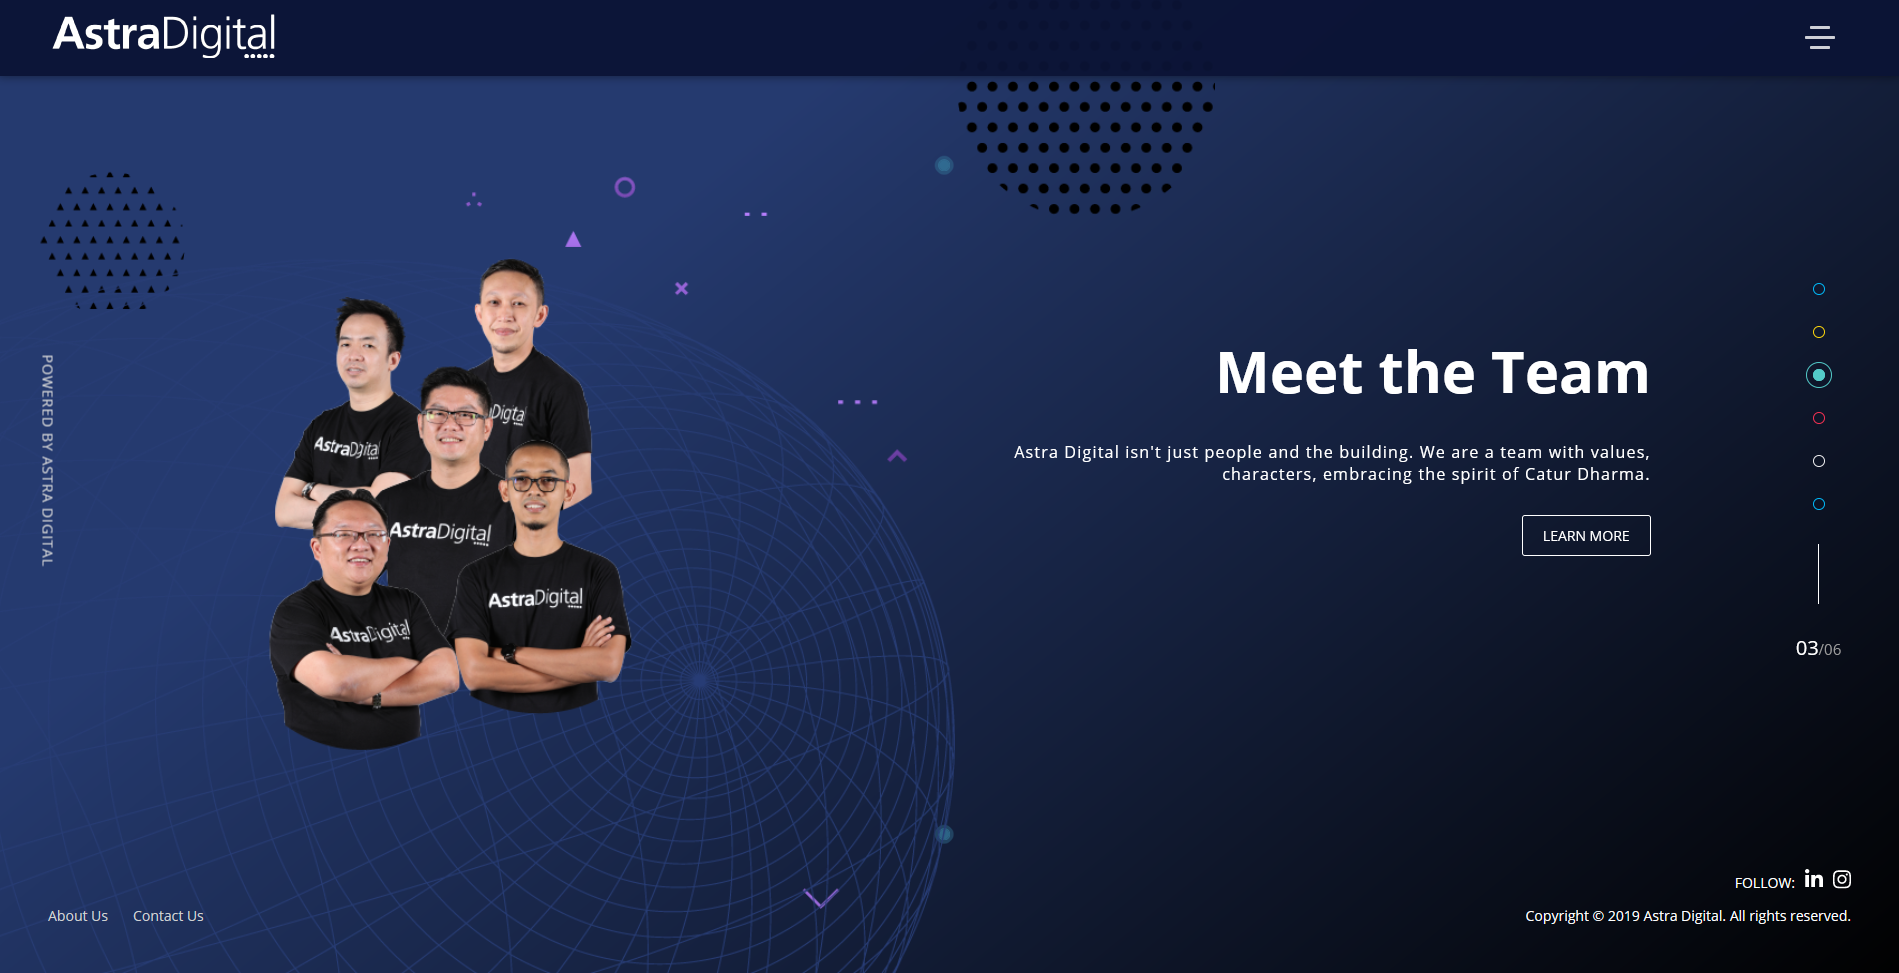 AstraDigital
POWERED BY ASTRA DIGITAL
AstraDigital
Digital
AstraDigital
AstraDigital
AstraDigital
Meet the Team
Astra Digital isn't just people and the building. We are a team with values,
characters, embracing the spirit of Catur Dharma.
LEARN MORE
03/06
FOLLOW:
About Us Contact Us
Copyright © 2019 Astra Digital. All rights reserved.